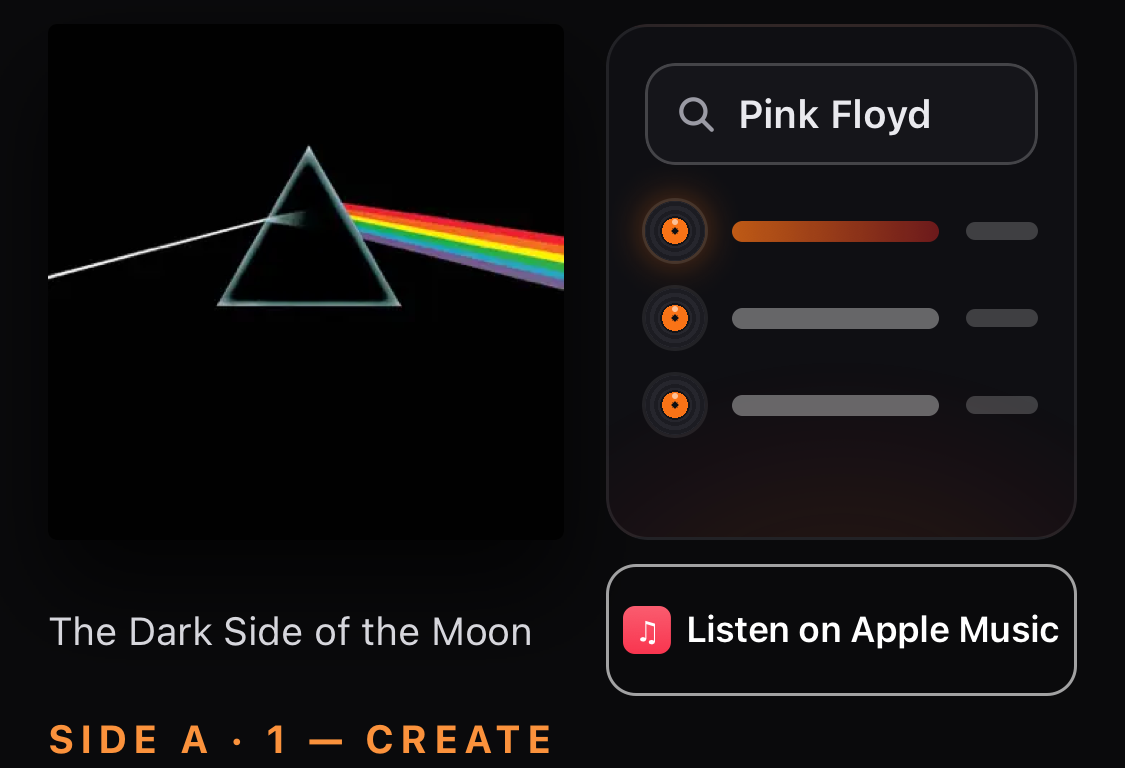 Pink Floyd
The Dark Side of the Moon
Listen on Apple Music
SIDE A · 1 — CREATE